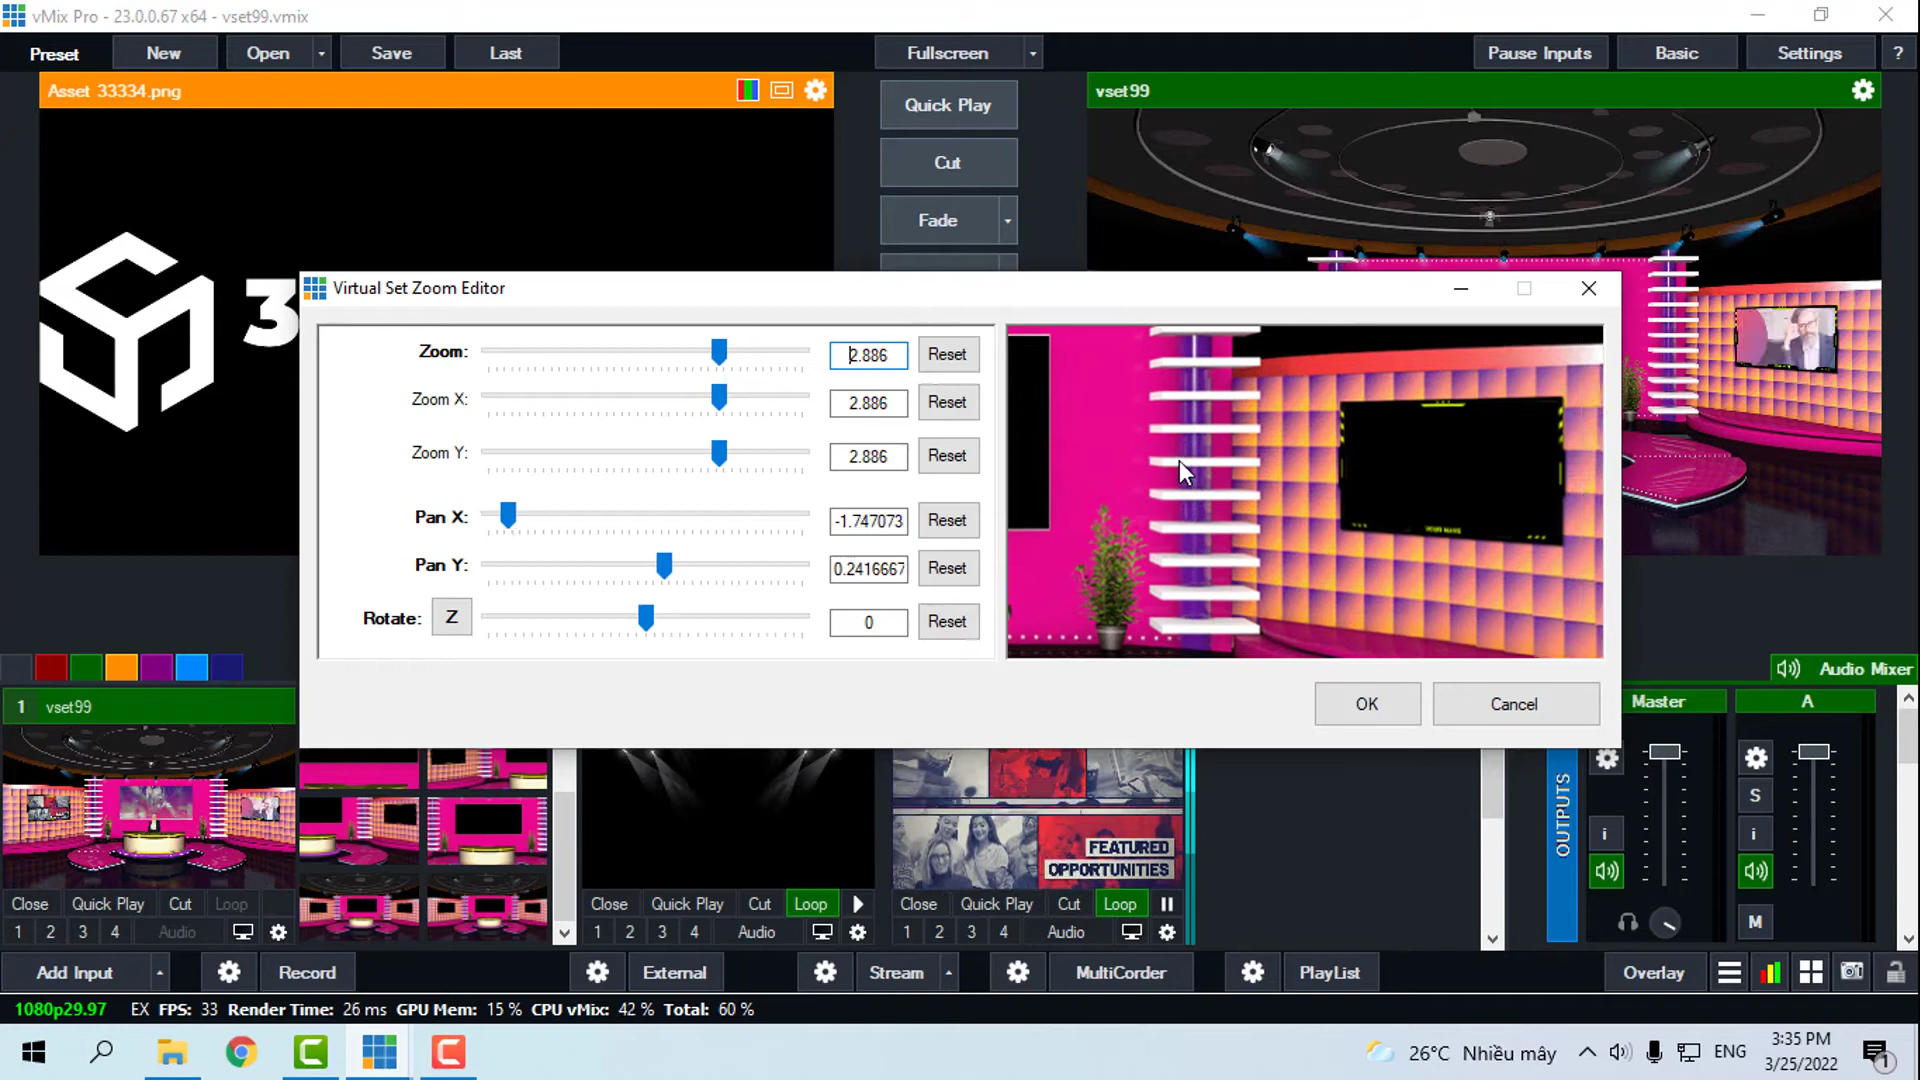 vMix Pro - 23.0.0.67 x64 - vset99.vmix
Preset New Open Save Last Fullscreen Pause Inputs Basic Settings ?
Asset 33334.png
vset99
Quick Play
Cut
Fade
3
Virtual Set Zoom Editor
Zoom: 2.886 Reset
Zoom X: 2.886 Reset
Zoom Y: 2.886 Reset
Pan X: -1.747073 Reset
Pan Y: 0.2416667 Reset
Rotate: Z 0 Reset
YOUR NAME
OK Cancel
Audio Mixer
1 vset99
Master A
OUTPUTS
S
i i
M
FEATURED
OPPORTUNITIES
Close Quick Play Cut Loop
1 2 3 4 Audio
Close Quick Play Cut Loop
1 2 3 4 Audio
Close Quick Play Cut Loop
1 2 3 4 Audio
Add Input Record External Stream MultiCorder PlayList Overlay
1080p29.97 EX FPS: 33 Render Time: 26 ms GPU Mem: 15 % CPU vMix: 42 % Total: 60 %
26°C Nhiều mây ENG
3:35 PM
3/25/2022
1